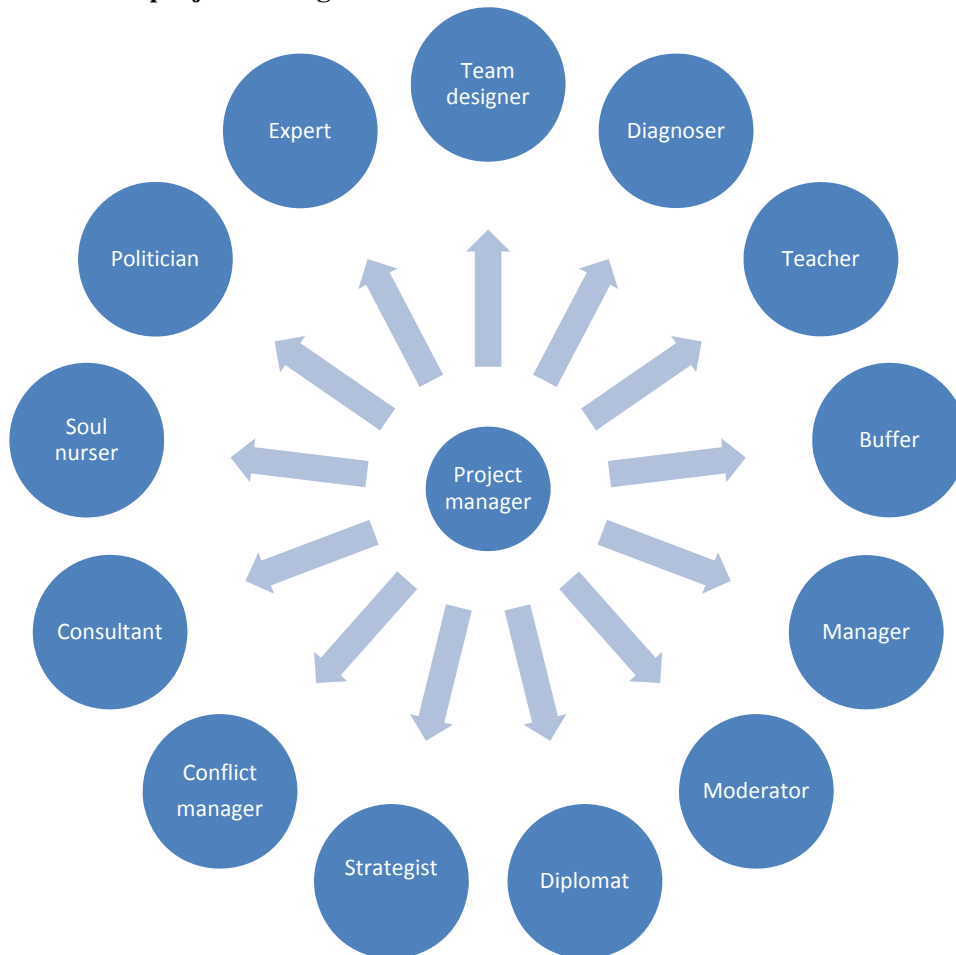 Team
designer
Diagnoser
Teacher
Buffer
Manager
Moderator
Diplomat
Strategist
Conflict
manager
Consultant
Soul
nurser
Politician
Expert
Project
manager